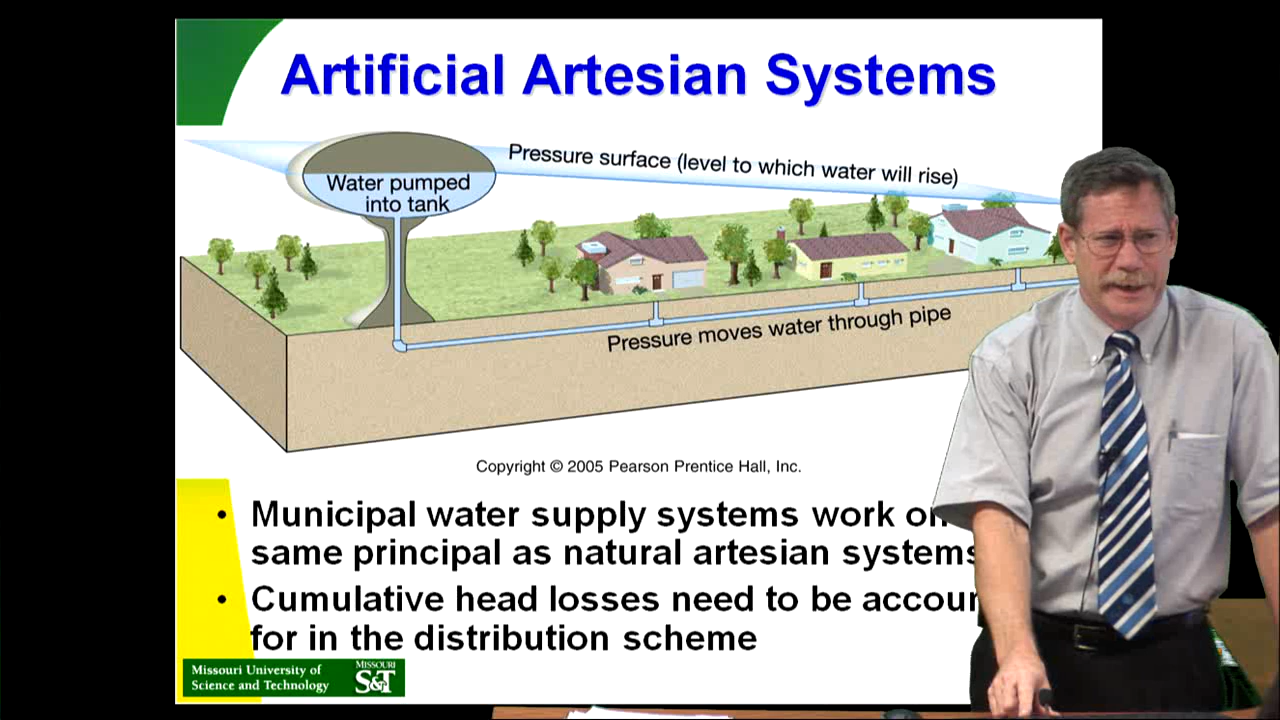 Artificial Artesian Systems
Pressure surface (level to which water will rise)
Water pumped
into tank
Pressure moves water through pipe
Copyright © 2005 Pearson Prentice Hall, Inc.
• Municipal water supply systems work on
same principal as natural artesian systems
• Cumulative head losses need to be
for in the distribution scheme
Missouri University of
Science and Technology
MISSOURI
S&T